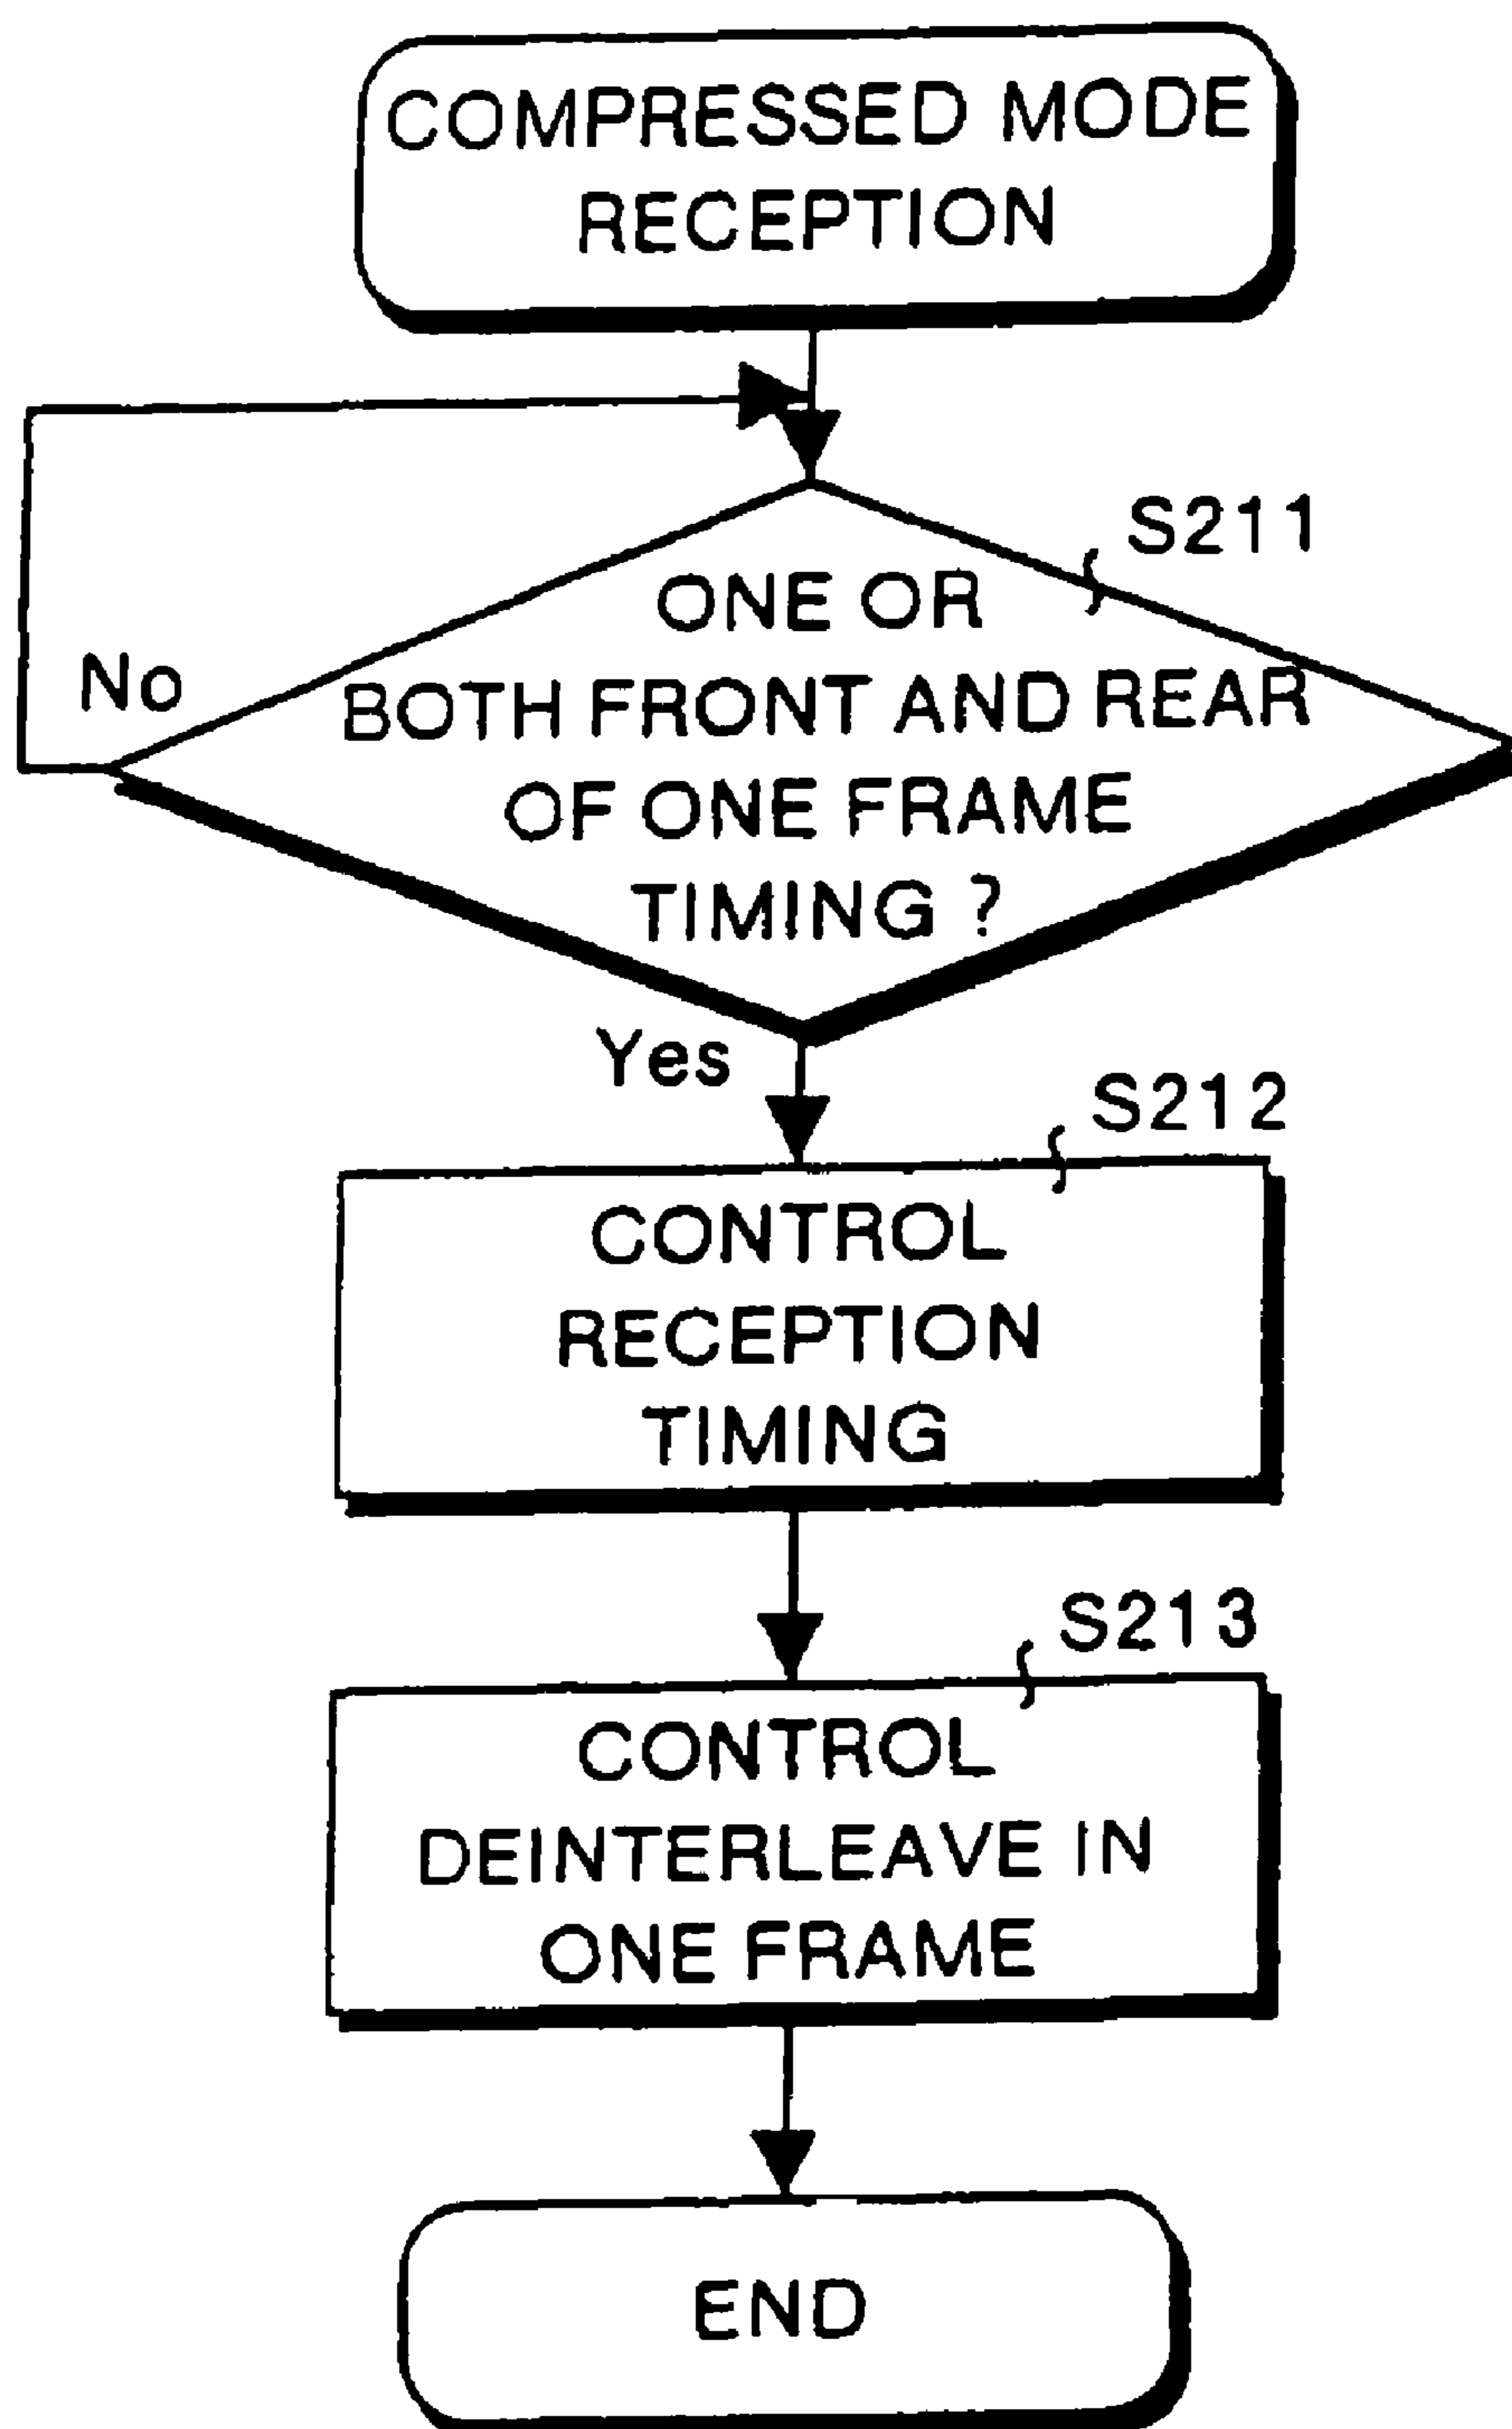 COMPRESSED MODE
RECEPTION
S211
ONE OR
BOTH FRONT AND REAR
OF ONE FRAME
TIMING ?
No
Yes
S212
CONTROL
RECEPTION
TIMING
S213
CONTROL
DEINTERLEAVE IN
ONE FRAME
END